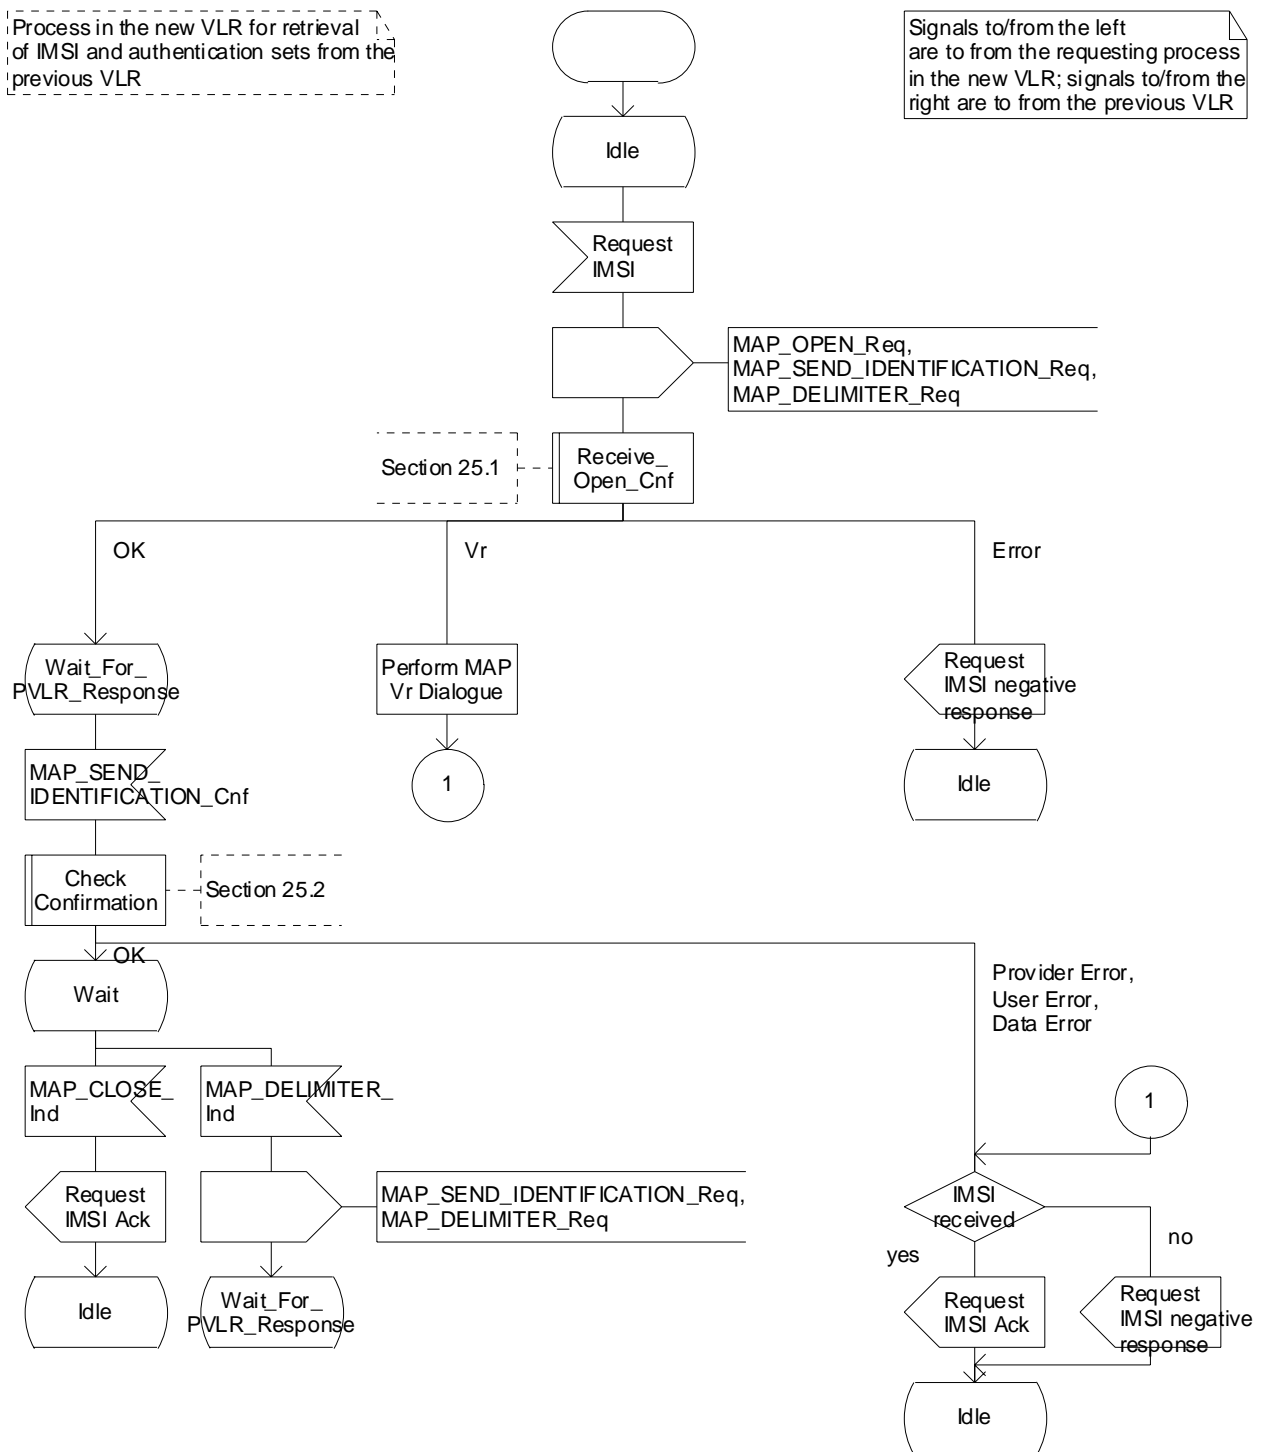 Process in the new VLR for retrieval
of IMSI and authentication sets from the
previous VLR
Signals to/from the left
are to from the requesting process
in the new VLR; signals to/from the
right are to from the previous VLR
Idle
Request
IMSI
MAP_OPEN_Req,
MAP_SEND_IDENTIFICATION_Req,
MAP_DELIMITER_Req
Section 25.1
Receive_
Open_Cnf
OK
Vr
Error
Wait_For_
PVLR_Response
Perform MAP
Vr Dialogue
Request
IMSI negative
response
MAP_SEND_
IDENTIFICATION_Cnf
1
Idle
Check
Confirmation
Section 25.2
OK
Wait
Provider Error,
User Error,
Data Error
MAP_CLOSE_
Ind
MAP_DELIMITER_
Ind
1
Request
IMSI Ack
MAP_SEND_IDENTIFICATION_Req,
MAP_DELIMITER_Req
IMSI
received
yes
no
Idle
Wait_For_
PVLR_Response
Request
IMSI Ack
Request
IMSI negative
response
Idle